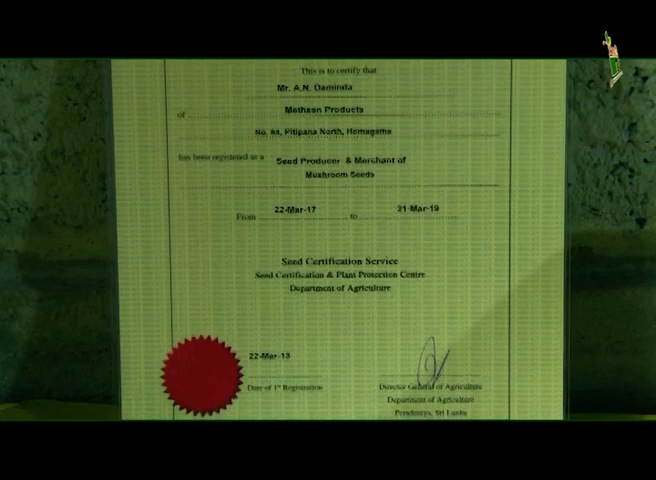 This is to certify that
Mr. A.N. Daminda
of Methsen Products
No. 64, Pitipana North, Homagama
has been registered as a Seed Producer & Merchant of
Mushroom Seeds
From 22-Mar-17 to 21-Mar-19
Seed Certification Service
Seed Certification & Plant Protection Centre
Department of Agriculture
22-Mar-13
Date of 1st Registration
Director General of Agriculture
Department of Agriculture
Peradeniya, Sri Lanka